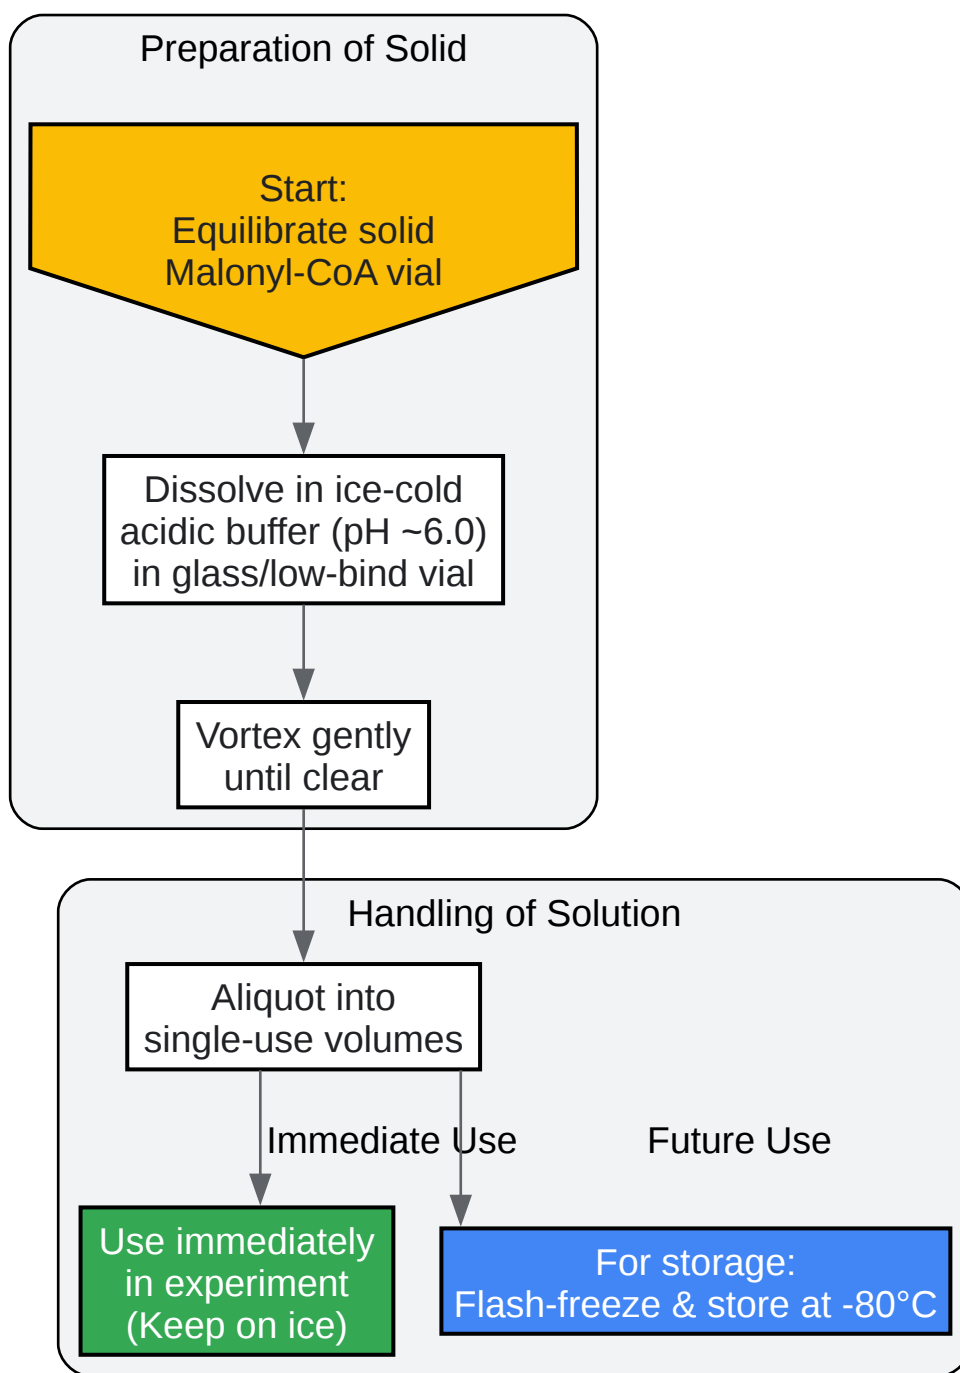 Preparation of Solid
Start:
Equilibrate solid
Malonyl-CoA vial
Dissolve in ice-cold
acidic buffer (pH ~6.0)
in glass/low-bind vial
Vortex gently
until clear
Handling of Solution
Aliquot into
single-use volumes
Immediate Use
Future Use
Use immediately
in experiment
(Keep on ice)
For storage:
Flash-freeze & store at -80°C